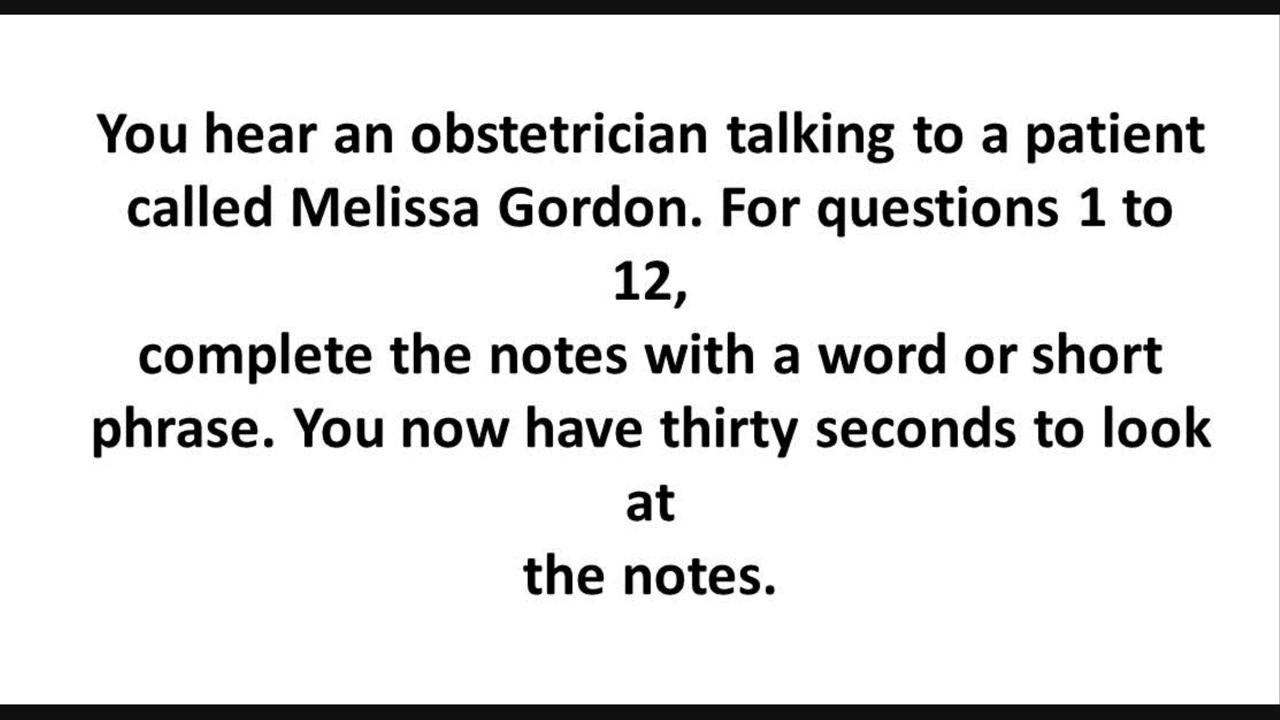 You hear an obstetrician talking to a patient
called Melissa Gordon. For questions 1 to
12,
complete the notes with a word or short
phrase. You now have thirty seconds to look
at
the notes.